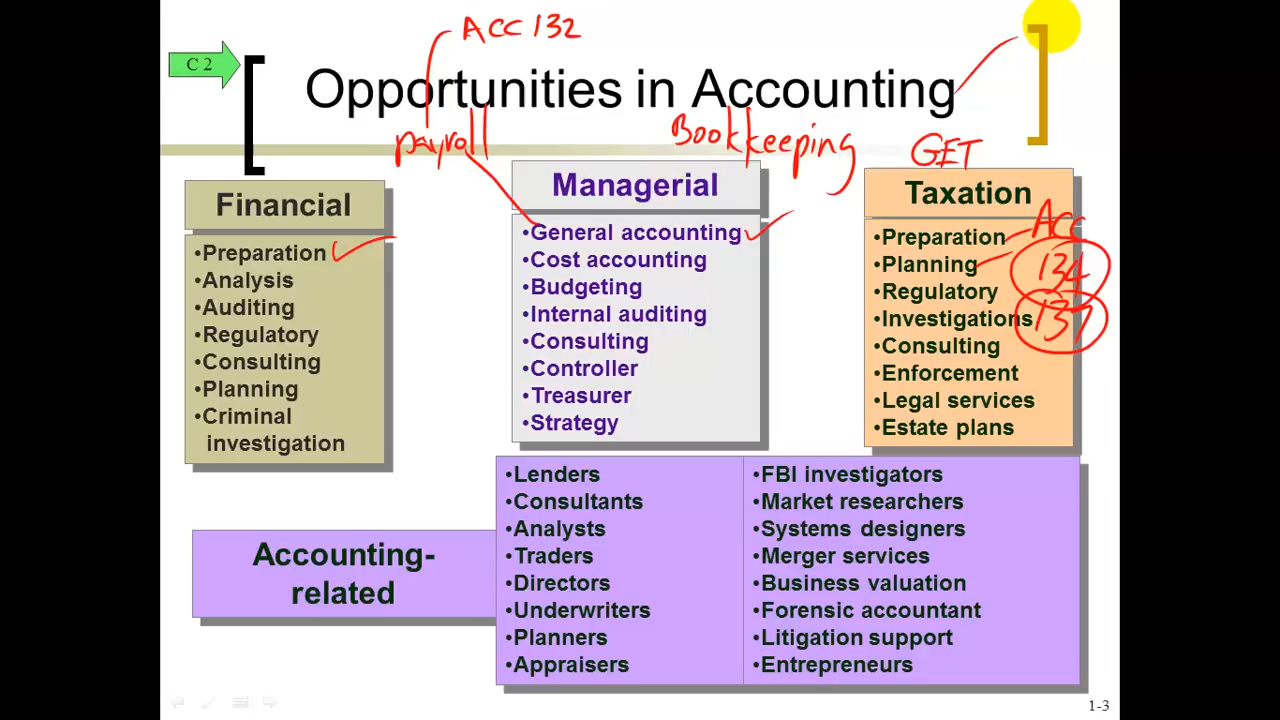 ACC 132
C 2
Opportunities in Accounting
payroll
Bookkeeping
GET
Financial
•Preparation
•Analysis
•Auditing
•Regulatory
•Consulting
•Planning
•Criminal
investigation
Managerial
•General accounting
•Cost accounting
•Budgeting
•Internal auditing
•Consulting
•Controller
•Treasurer
•Strategy
Taxation
•Preparation
•Planning
•Regulatory
•Investigations
•Consulting
•Enforcement
•Legal services
•Estate plans
ACC
134
137
Accounting-
related
•Lenders
•Consultants
•Analysts
•Traders
•Directors
•Underwriters
•Planners
•Appraisers
•FBI investigators
•Market researchers
•Systems designers
•Merger services
•Business valuation
•Forensic accountant
•Litigation support
•Entrepreneurs
1-3